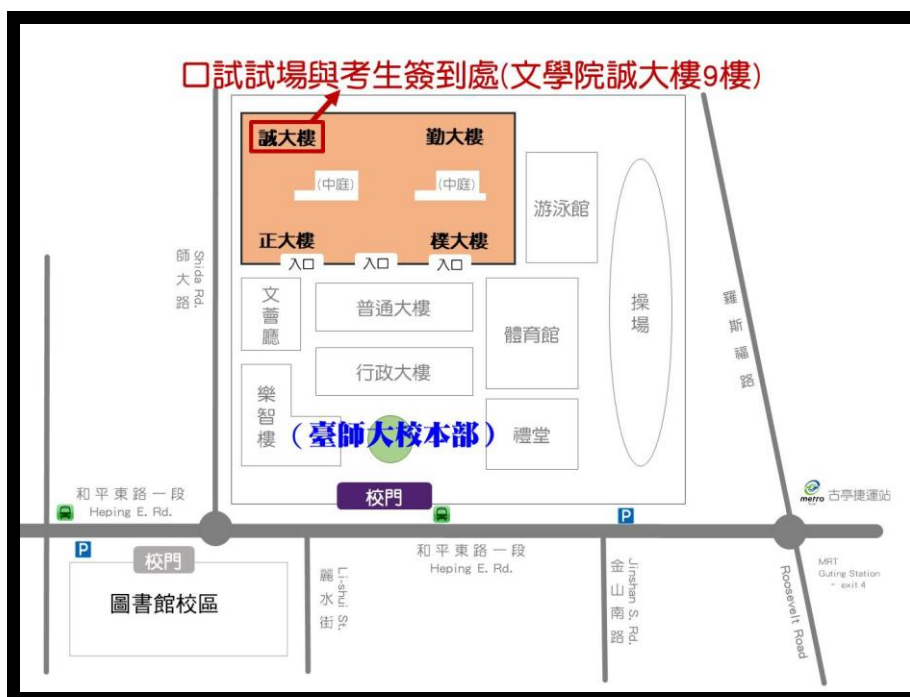 口試試場與考生簽到處(文學院誠大樓9樓)
誠大樓
勤大樓
(中庭)
(中庭)
正大樓
樸大樓
入口
入口
入口
游泳館
操場
師大路
Shida Rd.
羅斯福路
文薈廳
普通大樓
體育館
行政大樓
樂智樓
(臺師大校本部)
禮堂
校門
和平東路一段
Heping E. Rd.
P
metro 古亭捷運站
P
校門
和平東路一段
Heping E. Rd.
MRT
Guting Station
- exit 4
圖書館校區
麗水街
Li-shui St.
金山南路
Jinshan S. Rd.
Roosevelt Road